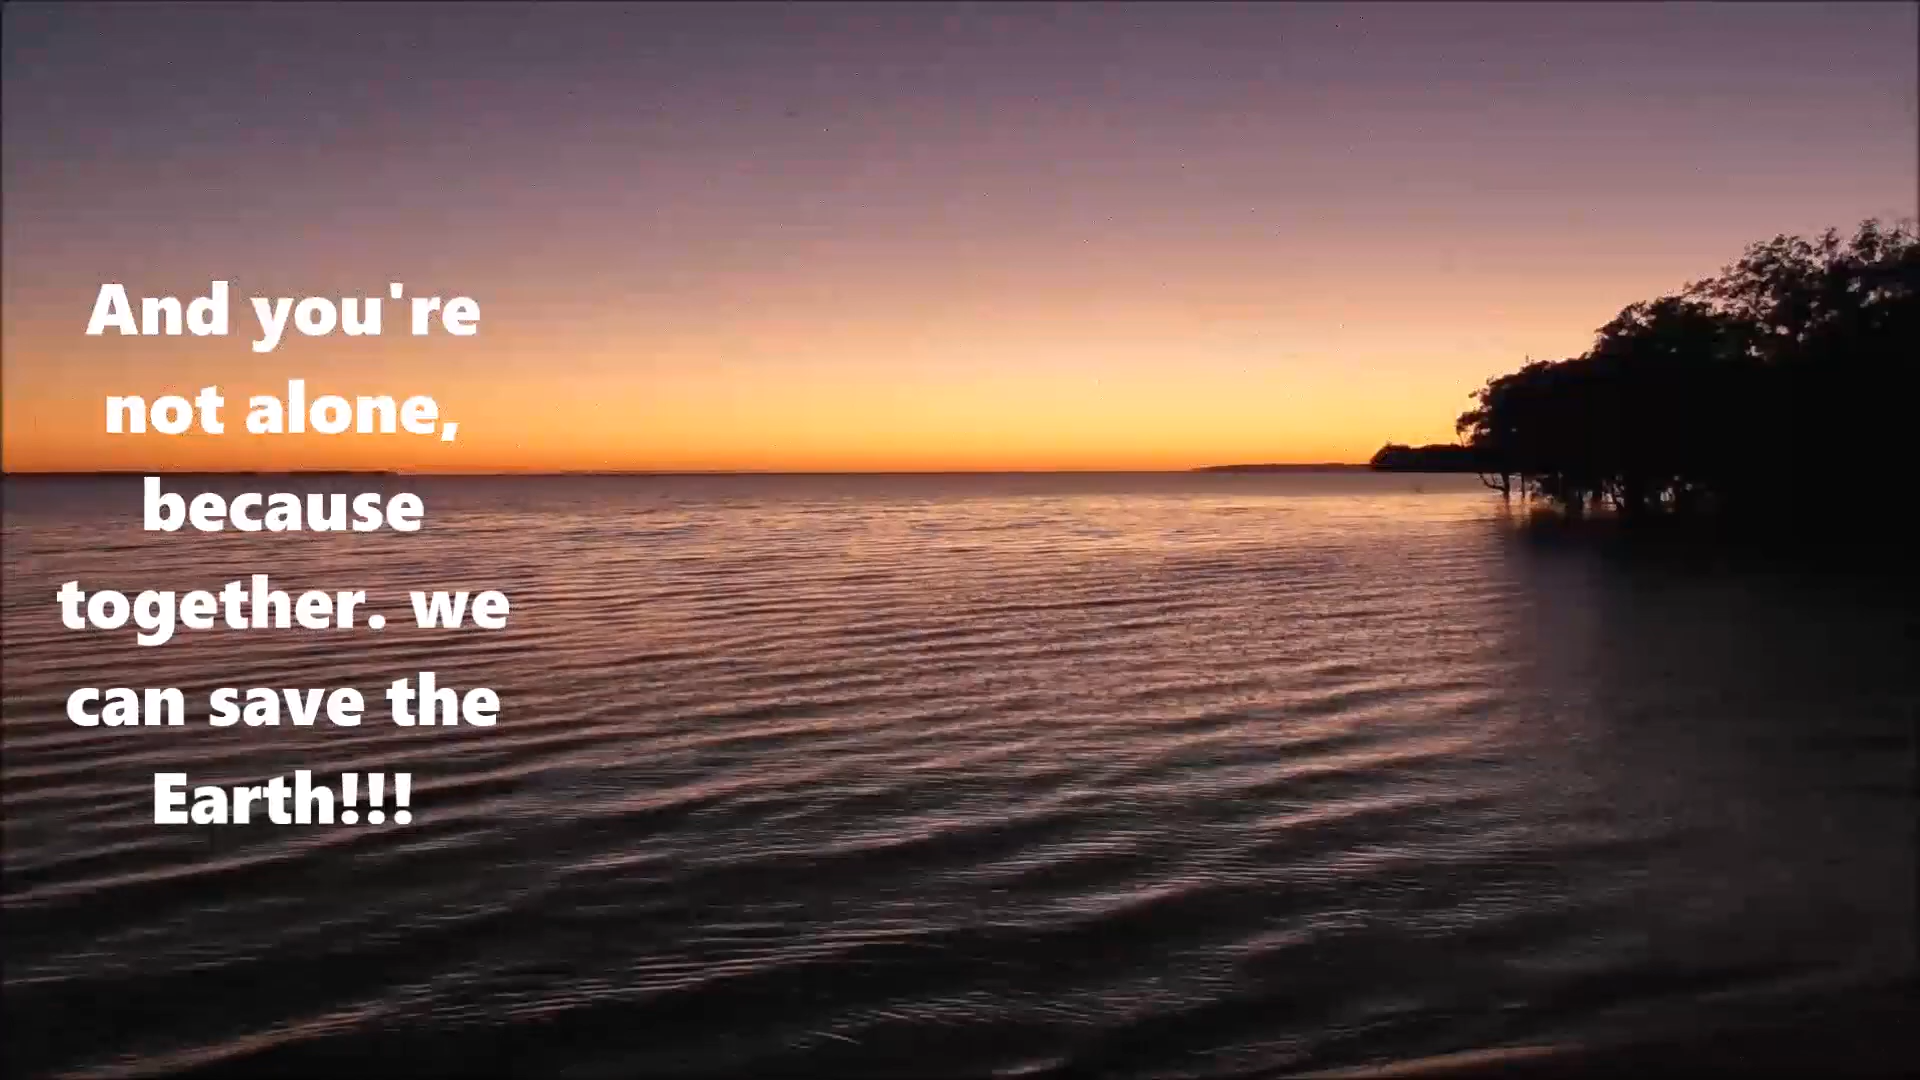 And you're
not alone,
because
together. we
can save the
Earth!!!